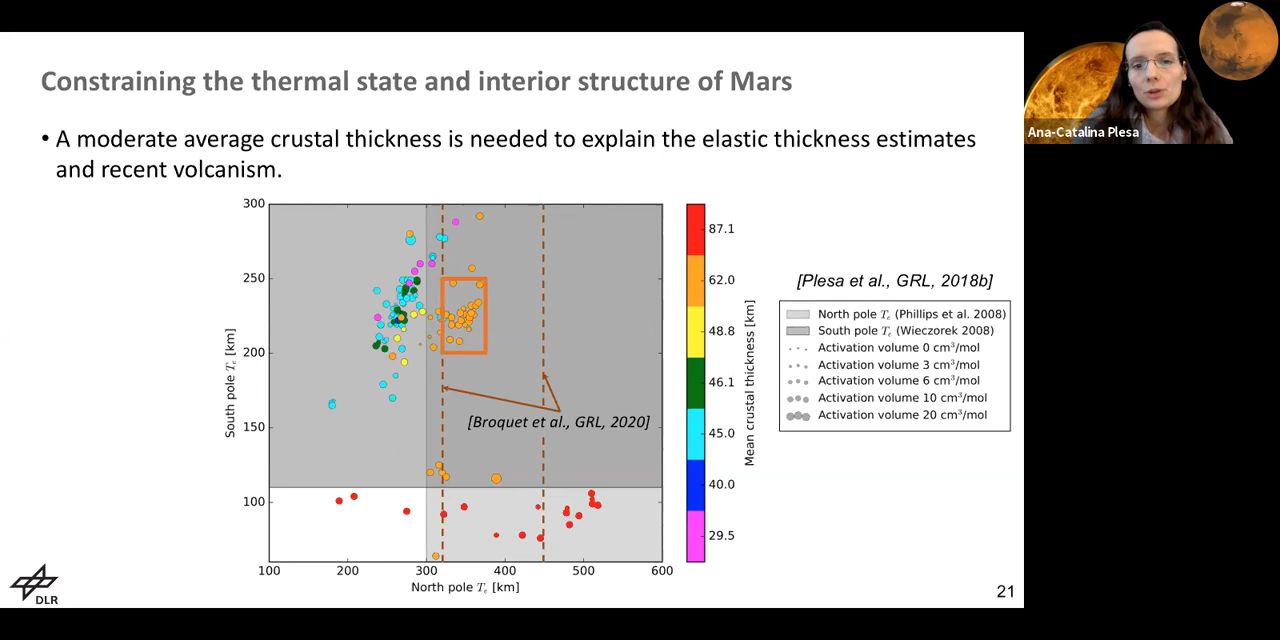 Constraining the thermal state and interior structure of Mars
• A moderate average crustal thickness is needed to explain the elastic thickness estimates
and recent volcanism.
Ana-Catalina Plesa
300
250
200
150
100
South pole Te [km]
100 200 300 400 500 600
North pole Te [km]
[Broquet et al., GRL, 2020]
87.1
62.0
48.8
46.1
45.0
40.0
29.5
Mean crustal thickness [km]
[Plesa et al., GRL, 2018b]
North pole Te (Phillips et al. 2008)
South pole Te (Wieczorek 2008)
Activation volume 0 cm³/mol
Activation volume 3 cm³/mol
Activation volume 6 cm³/mol
Activation volume 10 cm³/mol
Activation volume 20 cm³/mol
DLR
21